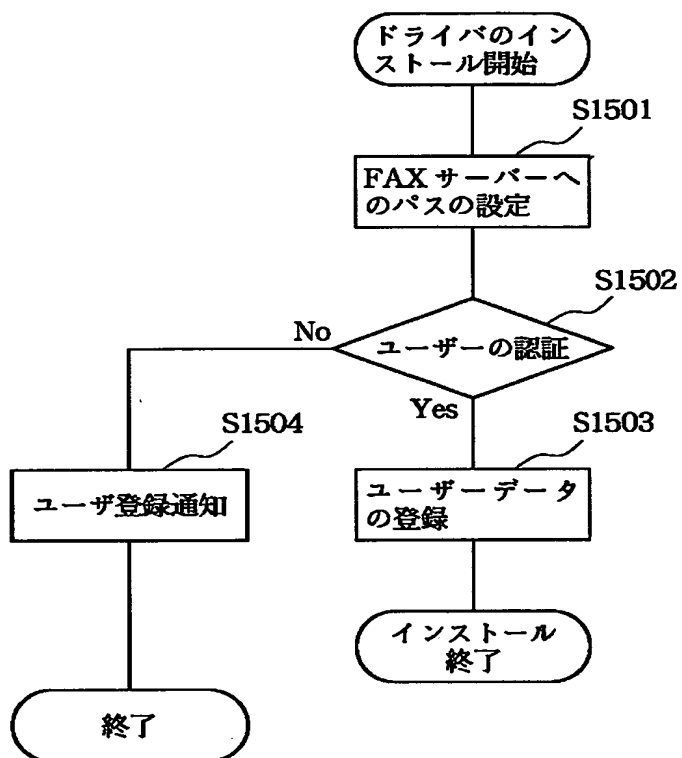 ドライバのイン
ストール開始
S1501
FAXサーバーへ
のパスの設定
S1502
No
ユーザーの認証
Yes
S1504
S1503
ユーザ登録通知
ユーザーデータ
の登録
インストール
終了
終了